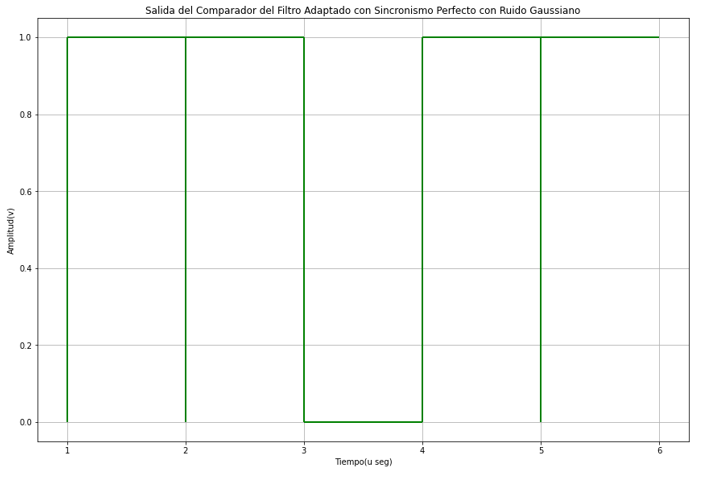 Salida del Comparador del Filtro Adaptado con Sincronismo Perfecto con Ruido Gaussiano
1.0
0.8
0.6
0.4
0.2
0.0
Amplitud(v)
1 2 3 4 5 6
Tiempo(u seg)